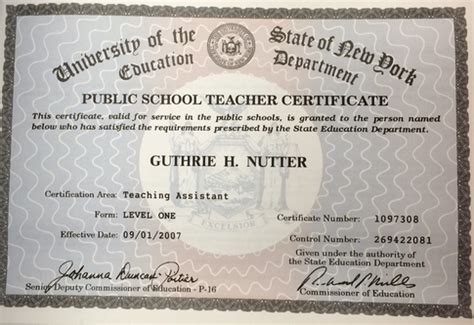 University of the State of New York
Education Department
PUBLIC SCHOOL TEACHER CERTIFICATE
This certificate, valid for service in the public schools, is granted to the person named
below who has satisfied the requirements prescribed by the State Education Department.
GUTHRIE H. NUTTER
Certification Area: Teaching Assistant
Form: LEVEL ONE
Certificate Number: 1097308
Effective Date: 09/01/2007
Control Number: 269422081
EXCELSIOR
Given under the authority of
the State Education Department
Johanna Duncan-Poitier
Senior Deputy Commissioner of Education - P-16
Commissioner of Education